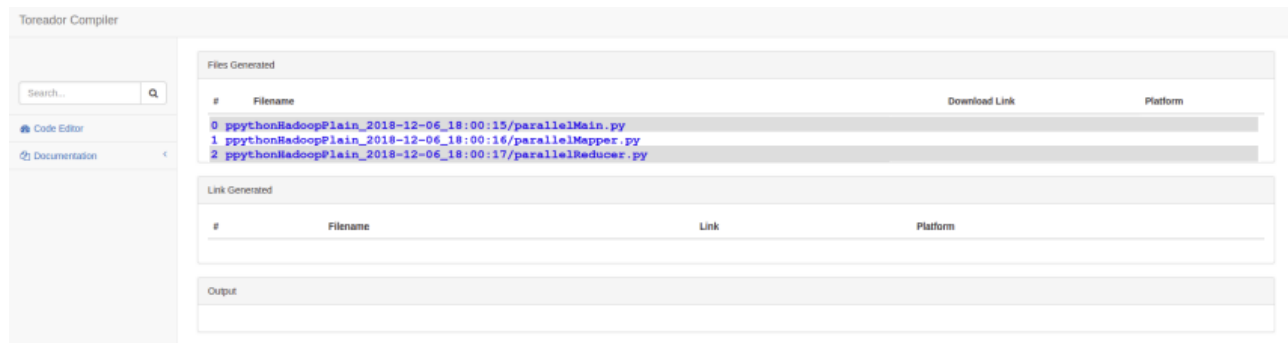 Toreador Compiler
Search...
Code Editor
Documentation
Files Generated
# Filename Download Link Platform
0 ppythonHadoopPlain_2018-12-06_18:00:15/parallelMain.py
1 ppythonHadoopPlain_2018-12-06_18:00:16/parallelMapper.py
2 ppythonHadoopPlain_2018-12-06_18:00:17/parallelReducer.py
Link Generated
# Filename Link Platform
Output